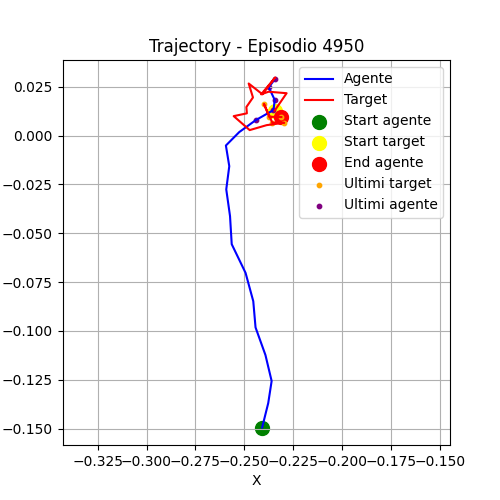 Trajectory - Episodio 4950
Agente
Target
Start agente
Start target
End agente
Ultimi target
Ultimi agente
0.025
0.000
−0.025
−0.050
−0.075
−0.100
−0.125
−0.150
−0.325 −0.300 −0.275 −0.250 −0.225 −0.200 −0.175 −0.150
X